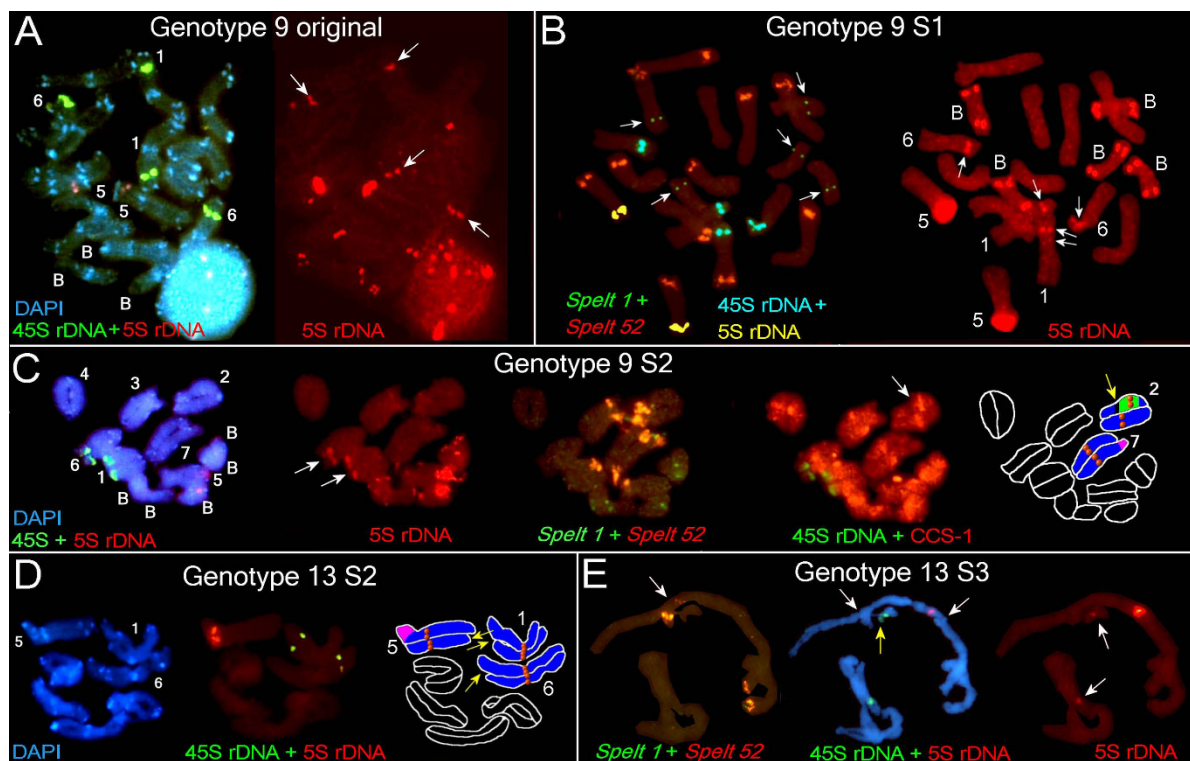 A Genotype 9 original
1
6
1
5
5
6
B
B
B
DAPI
45S rDNA+5S rDNA
5S rDNA
B Genotype 9 S1
Spelt 1 +
Spelt 52
45S rDNA +
5S rDNA
B
B
6
B
B
B
5
6
1
1
5
5S rDNA
C Genotype 9 S2
4
3
2
B
7
B
6
1
5
B
B
B
DAPI
45S + 5S rDNA
5S rDNA
Spelt 1 + Spelt 52
45S rDNA + CCS-1
2
7
D Genotype 13 S2
5
1
6
DAPI
45S rDNA + 5S rDNA
1
5
6
E Genotype 13 S3
Spelt 1 + Spelt 52
45S rDNA + 5S rDNA
5S rDNA